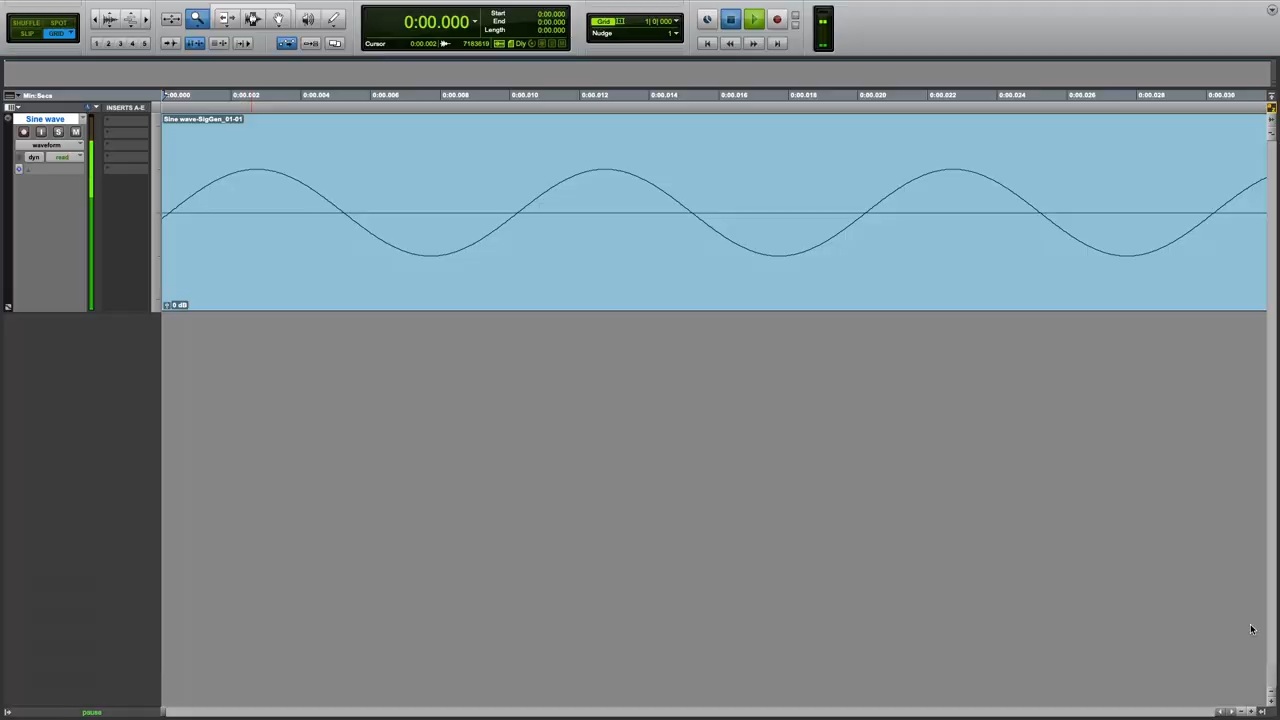 SHUFFLE SPOT
SLIP GRID
1 2 3 4 5
0:00.000
Start 0:00.000
End 0:00.000
Length 0:00.000
Cursor 0:00.002 7183619 Dly
Grid 1| 0| 000
Nudge 1
Min:Secs
0:00.000 0:00.002 0:00.004 0:00.006 0:00.008 0:00.010 0:00.012 0:00.014 0:00.016 0:00.018 0:00.020 0:00.022 0:00.024 0:00.026 0:00.028 0:00.030
INSERTS A-E
Sine wave
Sine wave-SigGen_01-01
I S M
waveform
dyn read
0 dB
pause